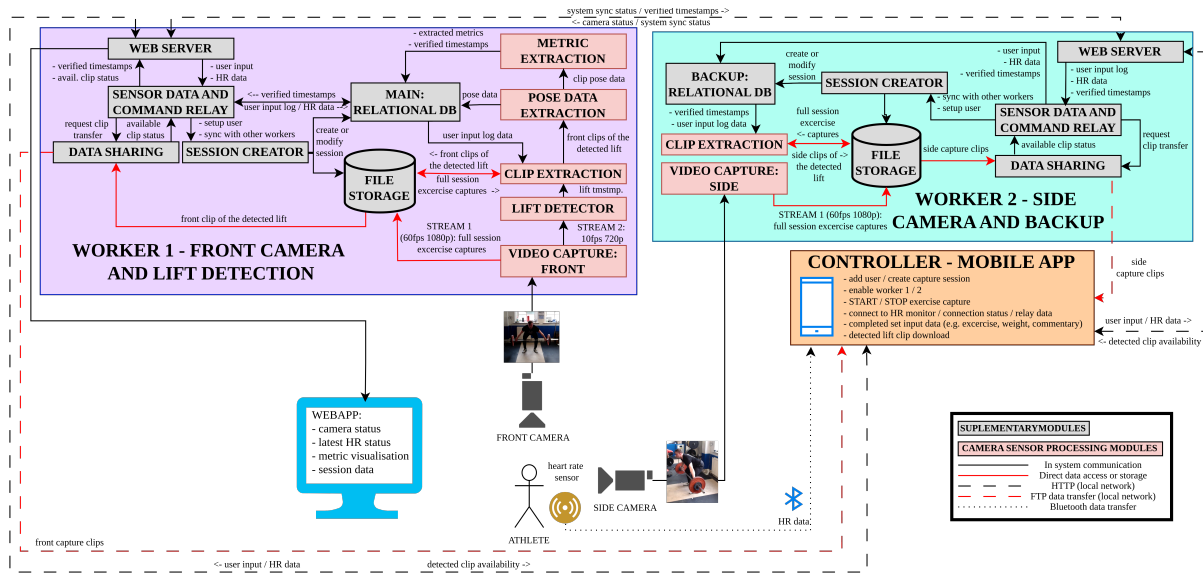 system sync status / verified timestamps ->
<- camera status / system sync status
WEB SERVER
- verified timestamps
- avail. clip status
- user input
- HR data
SENSOR DATA AND
COMMAND RELAY
request clip
transfer
available
clip status
- setup user
- sync with other workers
DATA SHARING
SESSION CREATOR
create or
modify
session
<-- verified timestamps
user input log / HR data ->
- extracted metrics
- verified timestamps
MAIN:
RELATIONAL DB
METRIC
EXTRACTION
clip pose data
pose data
POSE DATA
EXTRACTION
user input log data
front clips of the
detected lift
<- front clips of
the detected lift
full session
exercise captures ->
CLIP EXTRACTION
FILE
STORAGE
lift tmstmp.
LIFT DETECTOR
front clip of the detected lift
STREAM 1
(60fps 1080p): full session
excercise captures
STREAM 2:
10fps 720p
VIDEO CAPTURE:
FRONT
WORKER 1 - FRONT CAMERA
AND LIFT DETECTION
BACKUP:
RELATIONAL DB
create or
modify
session
SESSION CREATOR
- user input
- HR data
- verified timestamps
WEB SERVER
- user input log
- HR data
- verified timestamps
- sync with other workers
- setup user
SENSOR DATA AND
COMMAND RELAY
- verified timestamps
- user input log data
full session
exercise
<- captures
available clip status
request
clip transfer
CLIP EXTRACTION
side clips of ->
the detected
lift
FILE
STORAGE
side capture clips
DATA SHARING
VIDEO CAPTURE:
SIDE
STREAM 1 (60fps 1080p):
full session exercise captures
WORKER 2 - SIDE
CAMERA AND BACKUP
CONTROLLER - MOBILE APP
- add user / create capture session
- enable worker 1 / 2
- START / STOP exercise capture
- connect to HR monitor / connection status / relay data
- completed set input data (e.g. excercise, weight, commentary)
- detected lift clip download
side
capture clips
user input / HR data ->
<- detected clip availability
WEBAPP:
- camera status
- latest HR status
- metric visualisation
- session data
FRONT CAMERA
heart rate
sensor
SIDE CAMERA
ATHLETE
HR data
SUPLEMENTARYMODULES
CAMERA SENSOR PROCESSING MODULES
In system communication
Direct data access or storage
HTTP (local network)
FTP data transfer (local network)
Bluetooth data transfer
front capture clips
<- user input / HR data
detected clip availability ->